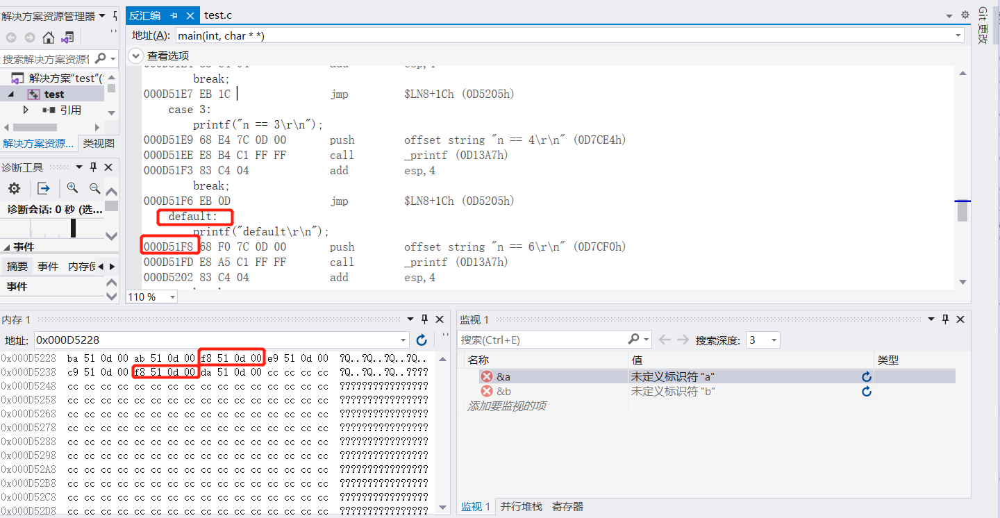 解决方案资源管理器
搜索解决方案资源
解决方案"test"(
test
引用
解决方案资源... 类视图
诊断工具
诊断会话: 0 秒 (选...
事件
摘要 事件 内存使
事件
反汇编 test.c
地址(A): main(int, char * *)
查看选项
add esp,4
break;
000D51E7 EB 1C jmp $LN8+1Ch (0D5205h)
case 3:
printf("n == 3\r\n");
000D51E9 68 E4 7C 0D 00 push offset string "n == 4\r\n" (0D7CE4h)
000D51EE E8 B4 C1 FF FF call _printf (0D13A7h)
000D51F3 83 C4 04 add esp,4
break;
000D51F6 EB 0D jmp $LN8+1Ch (0D5205h)
default:
printf("default\r\n");
000D51F8 68 F0 7C 0D 00 push offset string "n == 6\r\n" (0D7CF0h)
000D51FD E8 A5 C1 FF FF call _printf (0D13A7h)
000D5202 83 C4 04 add esp,4
110 %
Git 更改
内存 1
地址: 0x000D5228
0x000D5228 ba 51 0d 00 ab 51 0d 00 f8 51 0d 00 e9 51 0d 00 ?Q..?Q..?Q..?Q..
0x000D5238 c9 51 0d 00 f8 51 0d 00 da 51 0d 00 cc cc cc cc ?Q..?Q..?Q..????
0x000D5248 cc cc cc cc cc cc cc cc cc cc cc cc cc cc cc cc ????????????????
0x000D5258 cc cc cc cc cc cc cc cc cc cc cc cc cc cc cc cc ????????????????
0x000D5268 cc cc cc cc cc cc cc cc cc cc cc cc cc cc cc cc ????????????????
0x000D5278 cc cc cc cc cc cc cc cc cc cc cc cc cc cc cc cc ????????????????
0x000D5288 cc cc cc cc cc cc cc cc cc cc cc cc cc cc cc cc ????????????????
0x000D5298 cc cc cc cc cc cc cc cc cc cc cc cc cc cc cc cc ????????????????
0x000D52A8 cc cc cc cc cc cc cc cc cc cc cc cc cc cc cc cc ????????????????
0x000D52B8 cc cc cc cc cc cc cc cc cc cc cc cc cc cc cc cc ????????????????
0x000D52C8 cc cc cc cc cc cc cc cc cc cc cc cc cc cc cc cc ????????????????
0x000D52D8 cc cc cc cc cc cc cc cc cc cc cc cc cc cc cc cc ????????????????
监视 1
搜索(Ctrl+E) 搜索深度: 3
名称 值 类型
&a 未定义标识符 "a"
&b 未定义标识符 "b"
添加要监视的项
监视 1 并行堆栈 寄存器